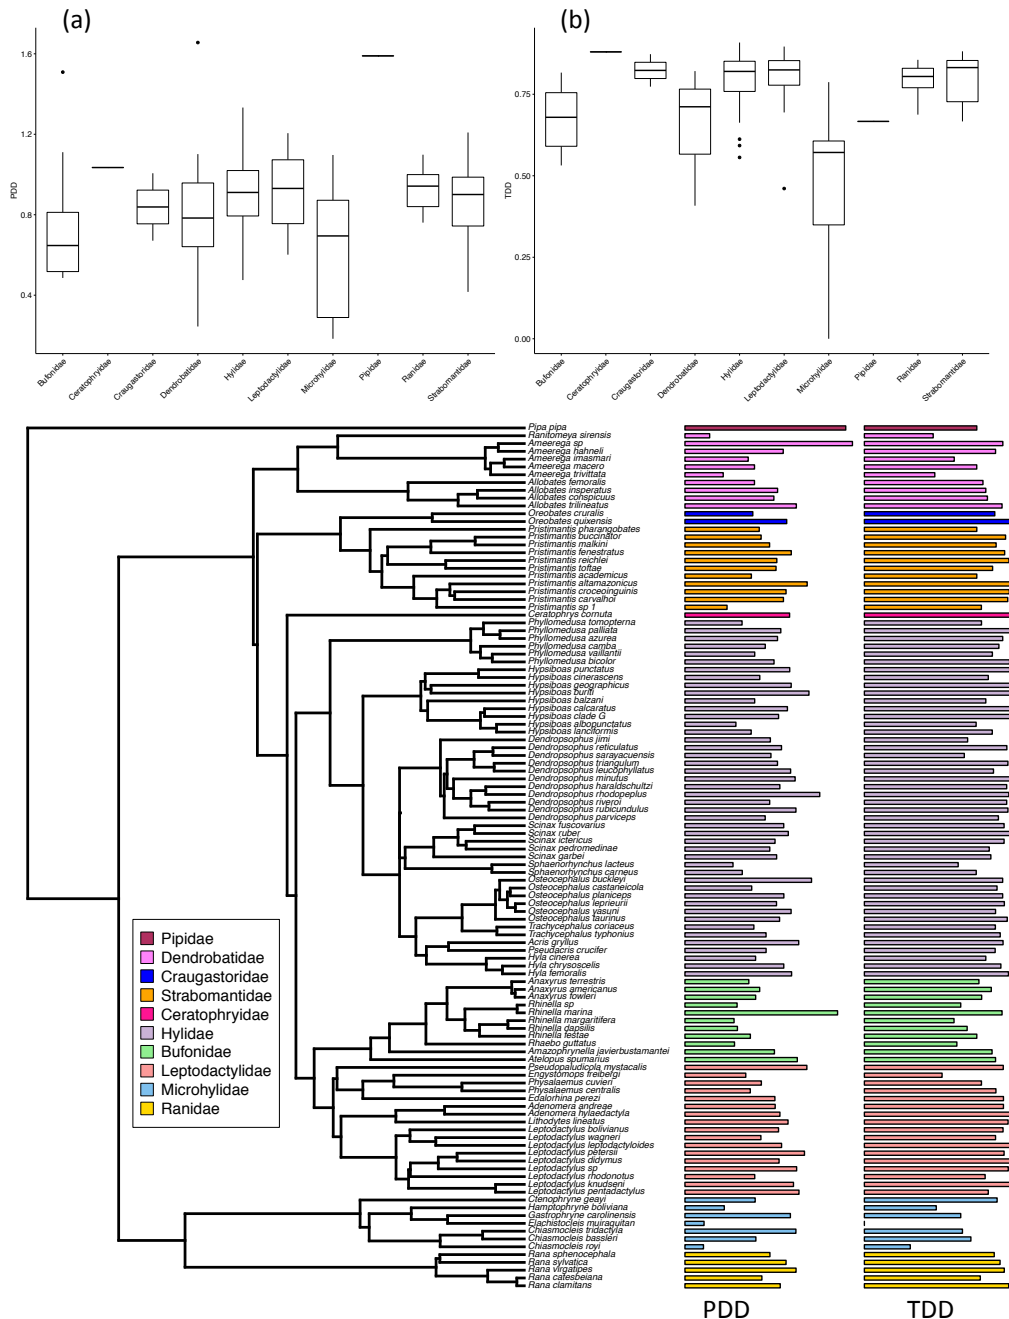 (a)
(b)
PDD
1.6
1.2
0.8
0.4
Bufonidae
Ceratophryidae
Craugastoridae
Dendrobatidae
Hylidae
Leptodactylidae
Microhylidae
Pipidae
Ranidae
Strabomantidae
TDD
0.75
0.50
0.25
0.00
Bufonidae
Ceratophryidae
Craugastoridae
Dendrobatidae
Hylidae
Leptodactylidae
Microhylidae
Pipidae
Ranidae
Strabomantidae
Pipa pipa
Ranitomeya sirensis
Ameerega sp
Ameerega hahneli
Ameerega imasmari
Ameerega macero
Ameerega trivittata
Allobates femoralis
Allobates insperatus
Allobates conspicuus
Allobates trilineatus
Oreobates cruralis
Oreobates quixensis
Pristimantis pharangobates
Pristimantis buccinator
Pristimantis malkini
Pristimantis fenestratus
Pristimantis reichlei
Pristimantis toftae
Pristimantis academicus
Pristimantis altamazonicus
Pristimantis croceoinguinis
Pristimantis carvalhoi
Pristimantis sp 1
Ceratophrys cornuta
Phyllomedusa tomopterna
Phyllomedusa palliata
Phyllomedusa azurea
Phyllomedusa camba
Phyllomedusa vaillantii
Phyllomedusa bicolor
Hypsiboas punctatus
Hypsiboas cinerascens
Hypsiboas geographicus
Hypsiboas buriti
Hypsiboas balzani
Hypsiboas calcaratus
Hypsiboas clade G
Hypsiboas albopunctatus
Hypsiboas lanciformis
Dendropsophus jimi
Dendropsophus reticulatus
Dendropsophus sarayacuensis
Dendropsophus triangulum
Dendropsophus leucophyllatus
Dendropsophus minutus
Dendropsophus haraldschultzi
Dendropsophus rhodopeplus
Dendropsophus riveroi
Dendropsophus rubicundulus
Dendropsophus parviceps
Scinax fuscovarius
Scinax ruber
Scinax ictericus
Scinax pedromedinae
Scinax garbei
Sphaenorhynchus lacteus
Sphaenorhynchus carneus
Osteocephalus buckleyi
Osteocephalus castaneicola
Osteocephalus planiceps
Osteocephalus leprieurii
Osteocephalus yasuni
Osteocephalus taurinus
Trachycephalus coriaceus
Trachycephalus typhonius
Acris gryllus
Pseudacris crucifer
Hyla cinerea
Hyla chrysoscelis
Hyla femoralis
Anaxyrus terrestris
Anaxyrus americanus
Anaxyrus fowleri
Rhinella sp
Rhinella marina
Rhinella margaritifera
Rhinella dapsilis
Rhinella festae
Rhaebo guttatus
Amazophrynella javierbustamantei
Atelopus spumarius
Pseudopaludicola mystacalis
Engystomops freibergi
Physalaemus cuvieri
Physalaemus centralis
Edalorhina perezi
Adenomera andreae
Adenomera hylaedactyla
Lithodytes lineatus
Leptodactylus bolivianus
Leptodactylus wagneri
Leptodactylus leptodactyloides
Leptodactylus petersii
Leptodactylus didymus
Leptodactylus sp
Leptodactylus rhodonotus
Leptodactylus knudseni
Leptodactylus pentadactylus
Ctenophryne geayi
Hamptophryne boliviana
Gastrophryne carolinensis
Elachistocleis muiraquitan
Chiasmocleis tridactyla
Chiasmocleis bassleri
Chiasmocleis royi
Rana sphenocephala
Rana sylvatica
Rana virgatipes
Rana catesbeiana
Rana clamitans
Pipidae
Dendrobatidae
Craugastoridae
Strabomantidae
Ceratophryidae
Hylidae
Bufonidae
Leptodactylidae
Microhylidae
Ranidae
PDD
TDD